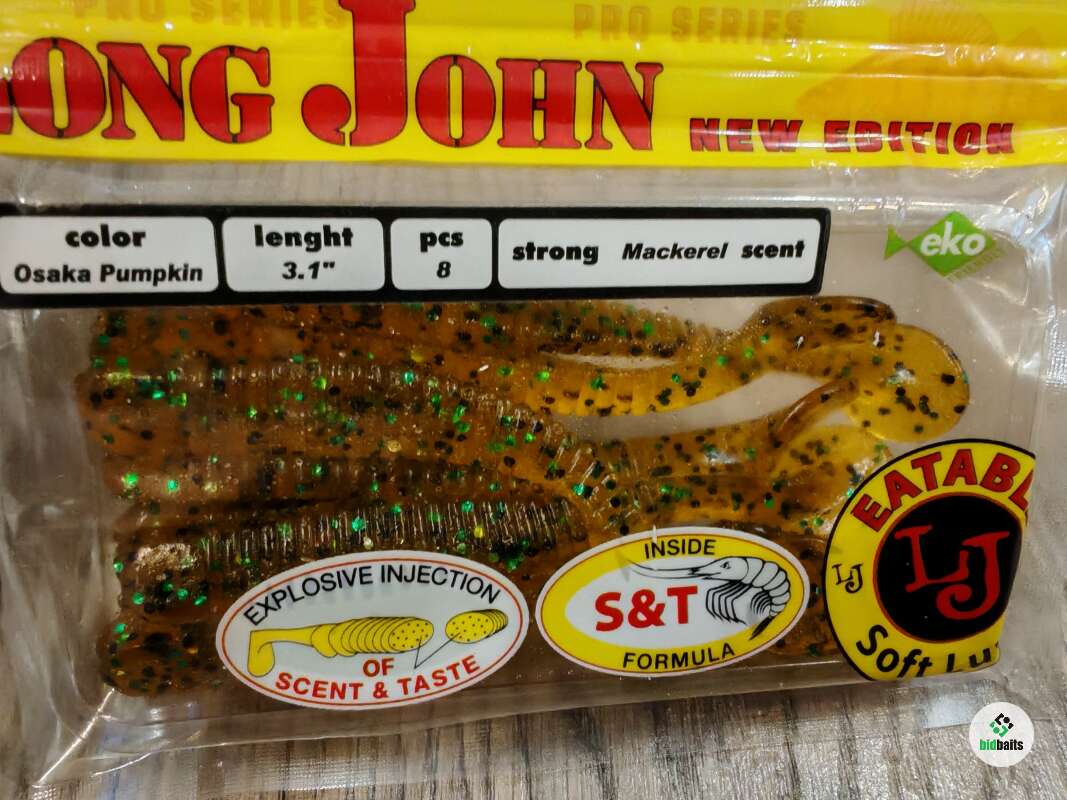 PRO SERIES PRO SERIES
LONG JOHN NEW EDITION
color
Osaka Pumpkin
lenght
3.1"
pcs
8
strong Mackerel scent
eko
EXPLOSIVE INJECTION
OF
SCENT & TASTE
INSIDE
S&T
FORMULA
EATABL
LJ
LJ
Soft Lu
bidbaits